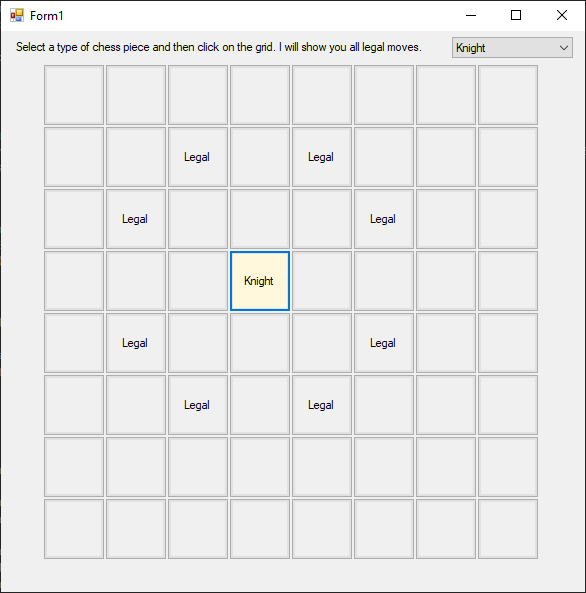 Form1
Select a type of chess piece and then click on the grid. I will show you all legal moves. Knight
Legal Legal
Legal Legal
Knight
Legal Legal
Legal Legal